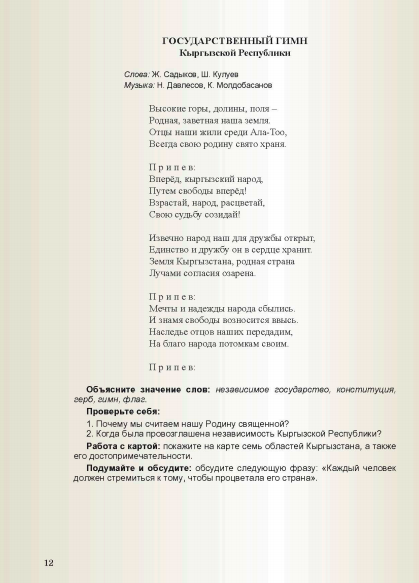 ГОСУДАРСТВЕННЫЙ ГИМН
Кыргызской Республики
Слова: Ж. Садыков, Ш. Кулуев
Музыка: Н. Давлесов, К. Молдобасанов
Высокие горы, долины, поля –
Родная, заветная наша земля.
Отцы наши жили среди Ала-Тоо,
Всегда свою родину свято храня.
Припев:
Вперёд, кыргызский народ,
Путем свободы вперёд!
Взрастай, народ, расцветай,
Свою судьбу созидай!
Извечно народ наш для дружбы открыт,
Единство и дружбу он в сердце хранит.
Земля Кыргызстана, родная страна
Лучами согласия озарена.
Припев:
Мечты и надежды народа сбылись.
И знамя свободы возносится ввысь.
Наследье отцов наших передадим,
На благо народа потомкам своим.
Припев:
Объясните значение слов: независимое государство, конституция,
герб, гимн, флаг.
Проверьте себя:
1. Почему мы считаем нашу Родину священной?
2. Когда была провозглашена независимость Кыргызской Республики?
Работа с картой: покажите на карте семь областей Кыргызстана, а также
его достопримечательности.
Подумайте и обсудите: обсудите следующую фразу: «Каждый человек
должен стремиться к тому, чтобы процветала его страна».
12